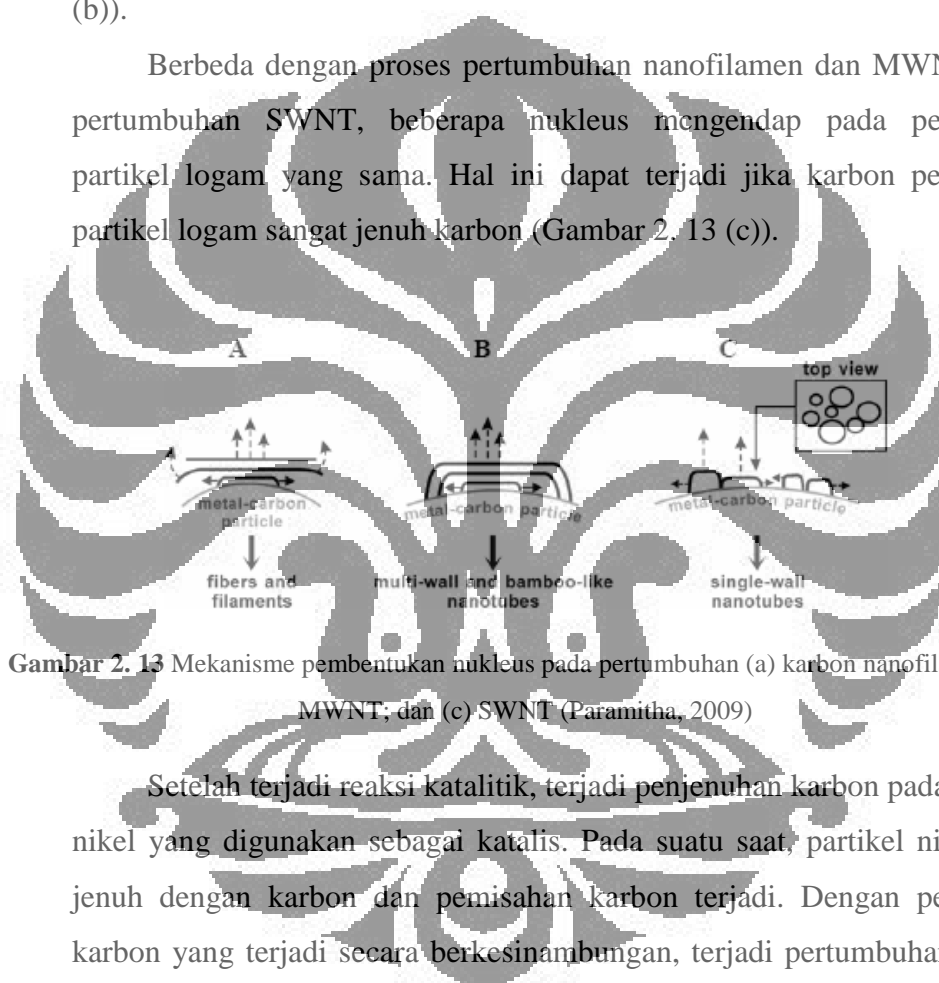 (b)).
Berbeda dengan proses pertumbuhan nanofilamen dan MWN
pertumbuhan SWNT, beberapa nukleus mengendap pada pe
partikel logam yang sama. Hal ini dapat terjadi jika karbon pe
partikel logam sangat jenuh karbon (Gambar 2. 13 (c)).
A B C
top view
metal-carbon particle
metal-carbon particle
metal-carbon particle
fibers and filaments
multi-wall and bamboo-like nanotubes
single-wall nanotubes
Gambar 2. 13 Mekanisme pembentukan nukleus pada pertumbuhan (a) karbon nanofil
MWNT; dan (c) SWNT (Paramitha, 2009)
Setelah terjadi reaksi katalitik, terjadi penjenuhan karbon pada
nikel yang digunakan sebagai katalis. Pada suatu saat, partikel ni
jenuh dengan karbon dan pemisahan karbon terjadi. Dengan pe
karbon yang terjadi secara berkesinambungan, terjadi pertumbuhan